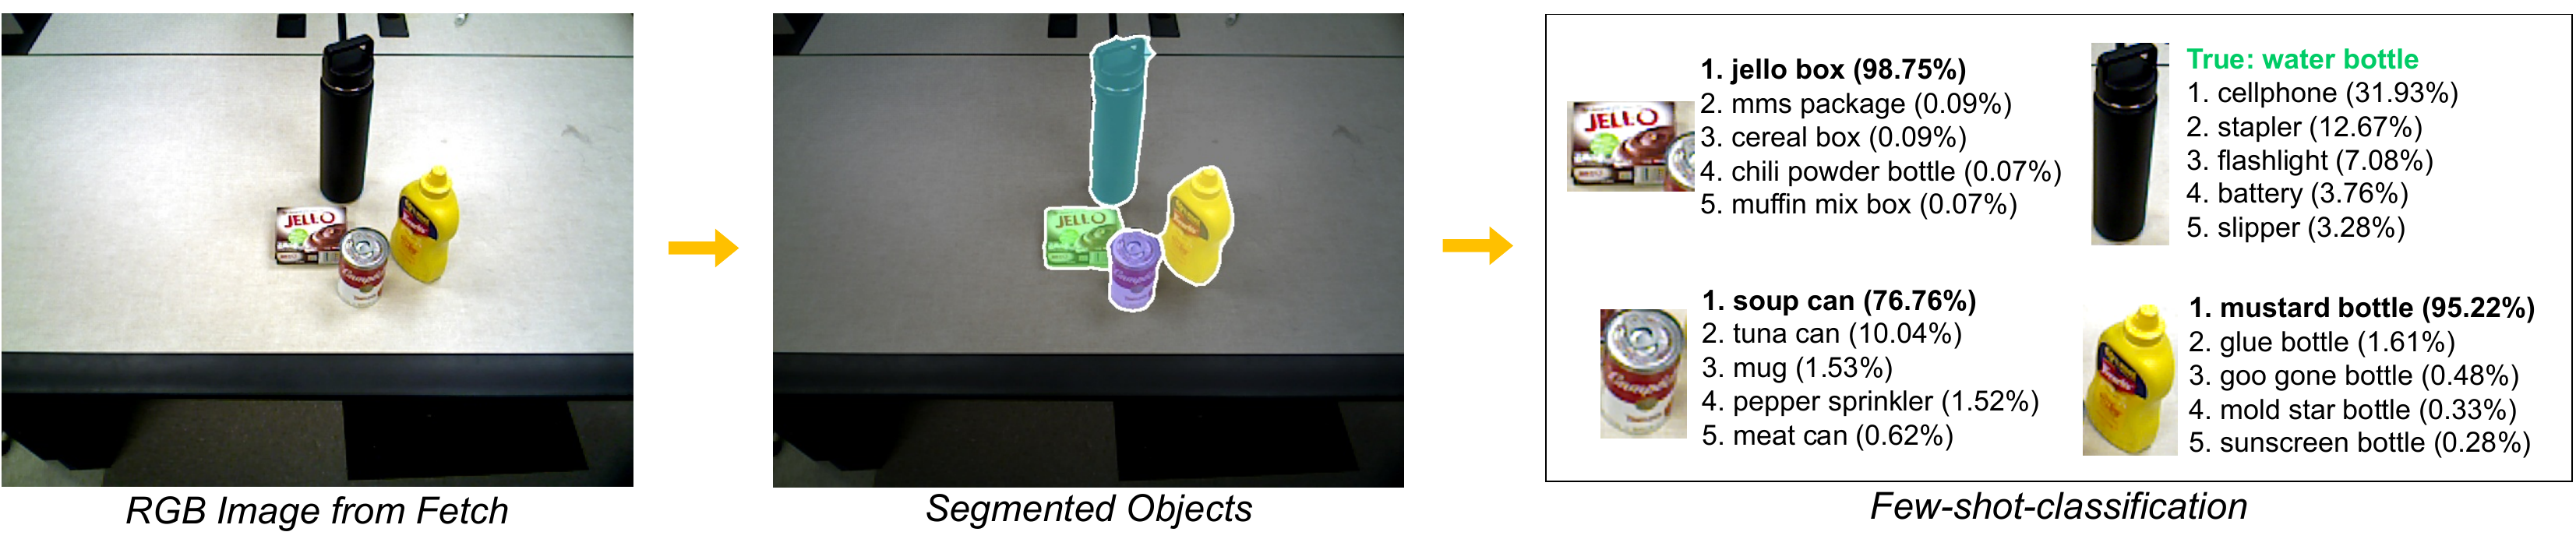 JELLO
Campbell's
RGB Image from Fetch
JELLO
Segmented Objects
JELLO
1. jello box (98.75%)
2. mms package (0.09%)
3. cereal box (0.09%)
4. chili powder bottle (0.07%)
5. muffin mix box (0.07%)
True: water bottle
1. cellphone (31.93%)
2. stapler (12.67%)
3. flashlight (7.08%)
4. battery (3.76%)
5. slipper (3.28%)
Campbell's
1. soup can (76.76%)
2. tuna can (10.04%)
3. mug (1.53%)
4. pepper sprinkler (1.52%)
5. meat can (0.62%)
1. mustard bottle (95.22%)
2. glue bottle (1.61%)
3. goo gone bottle (0.48%)
4. mold star bottle (0.33%)
5. sunscreen bottle (0.28%)
Few-shot-classification